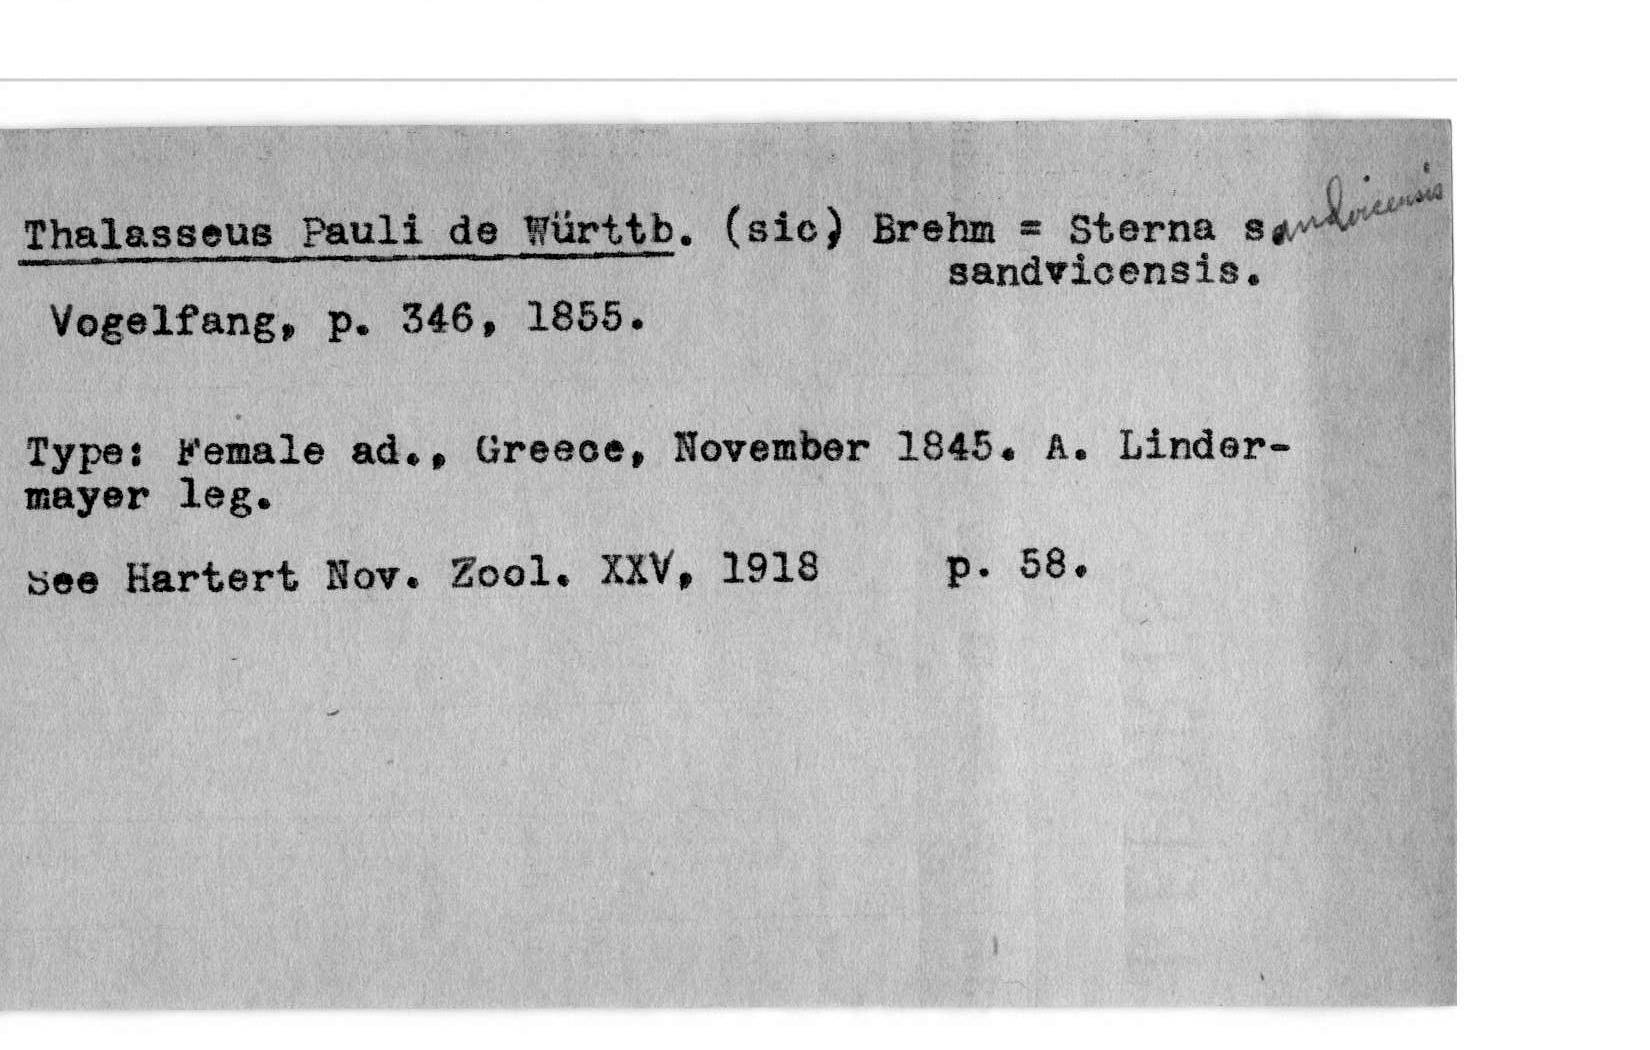 Thalasseus Pauli de Württb. (sic) Brehm = Sterna sandvicensis
sandvicensis.
Vogelfang, p. 346, 1855.
Type: Female ad., Greece, November 1845. A. Linder-
mayer leg.
See Hartert Nov. Zool. XXV, 1918 p. 58.